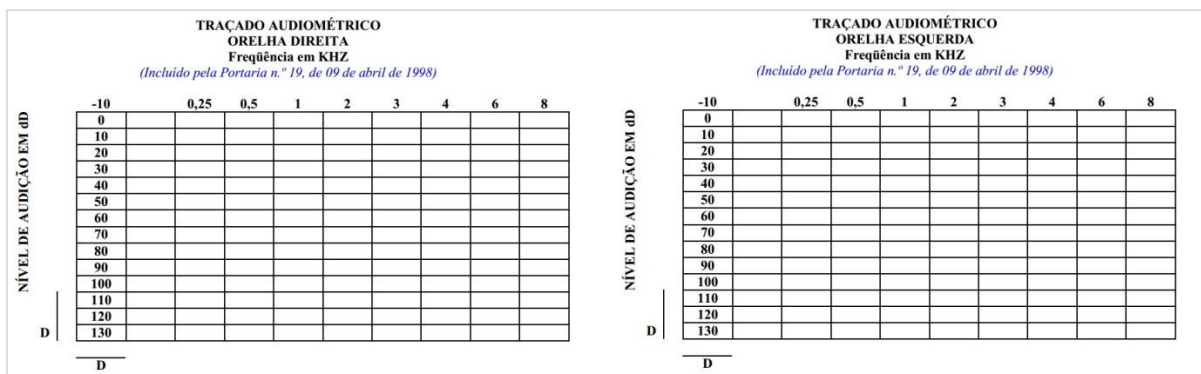 TRAÇADO AUDIOMÉTRICO
ORELHA DIREITA
Freqüência em KHZ
(Incluído pela Portaria n.º 19, de 09 de abril de 1998)
NÍVEL DE AUDIÇÃO EM dD
-10 0,25 0,5 1 2 3 4 6 8
0
10
20
30
40
50
60
70
80
90
100
110
120
D 130
D
TRAÇADO AUDIOMÉTRICO
ORELHA ESQUERDA
Freqüência em KHZ
(Incluído pela Portaria n.º 19, de 09 de abril de 1998)
NÍVEL DE AUDIÇÃO EM dD
-10 0,25 0,5 1 2 3 4 6 8
0
10
20
30
40
50
60
70
80
90
100
110
120
D 130
D